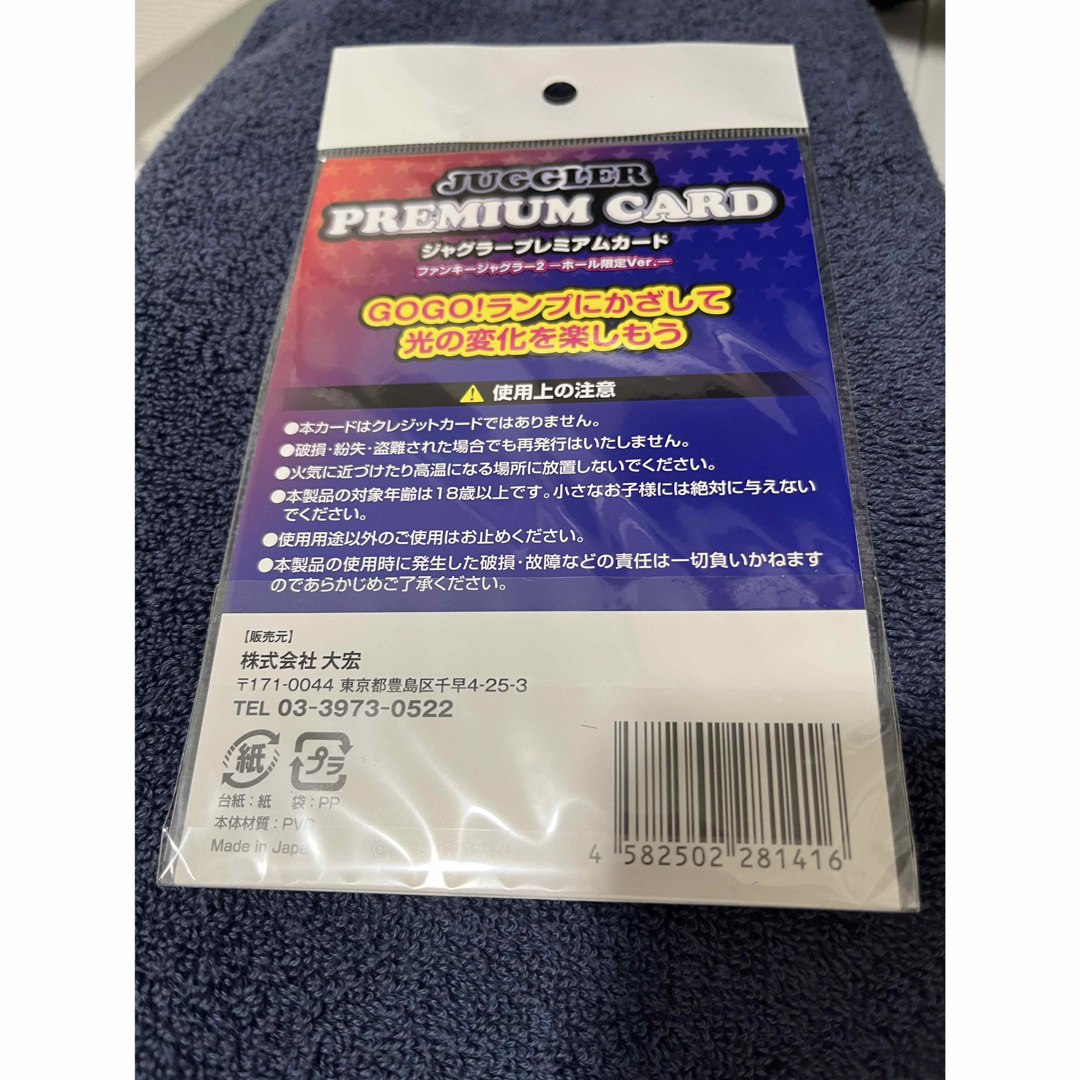 JUGGLER
PREMIUM CARD
ジャグラープレミアムカード
ファンキージャグラー2 ーホール限定Ver.ー
GOGO!ランプにかざして
光の変化を楽しもう
使用上の注意
●本カードはクレジットカードではありません。
●破損・紛失・盗難された場合でも再発行はいたしません。
●火気に近づけたり高温になる場所に放置しないでください。
●本製品の対象年齢は18歳以上です。小さなお子様には絶対に与えない
でください。
●使用用途以外のご使用はお止めください。
●本製品の使用時に発生した破損・故障などの責任は一切負いかねます
のであらかじめご了承ください。
【販売元】
株式会社 大宏
〒171-0044 東京都豊島区千早4-25-3
TEL 03-3973-0522
紙 プラ
台紙：紙 袋：PP
本体材質：PVC
Made in Japan
4 582502 281416